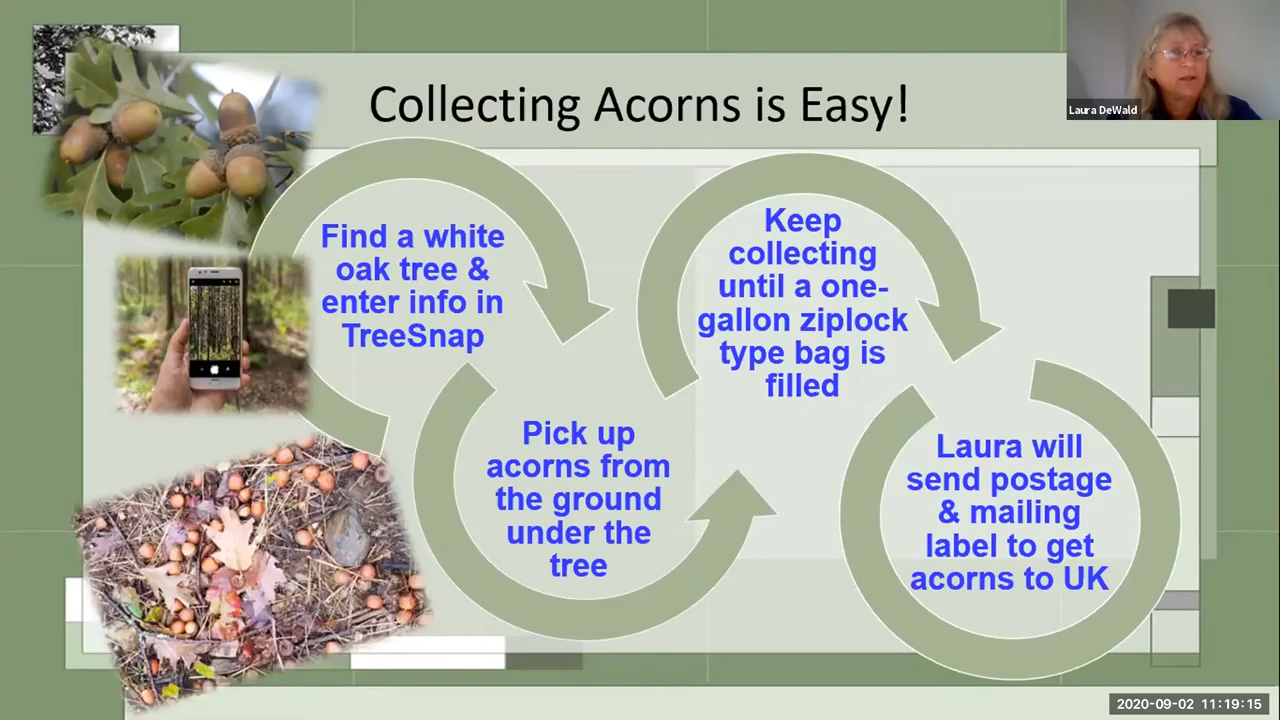 Collecting Acorns is Easy!
Laura DeWald
Find a white
oak tree &
enter info in
TreeSnap
Pick up
acorns from
the ground
under the
tree
Keep
collecting
until a one-
gallon ziplock
type bag is
filled
Laura will
send postage
& mailing
label to get
acorns to UK
2020-09-02 11:19:15